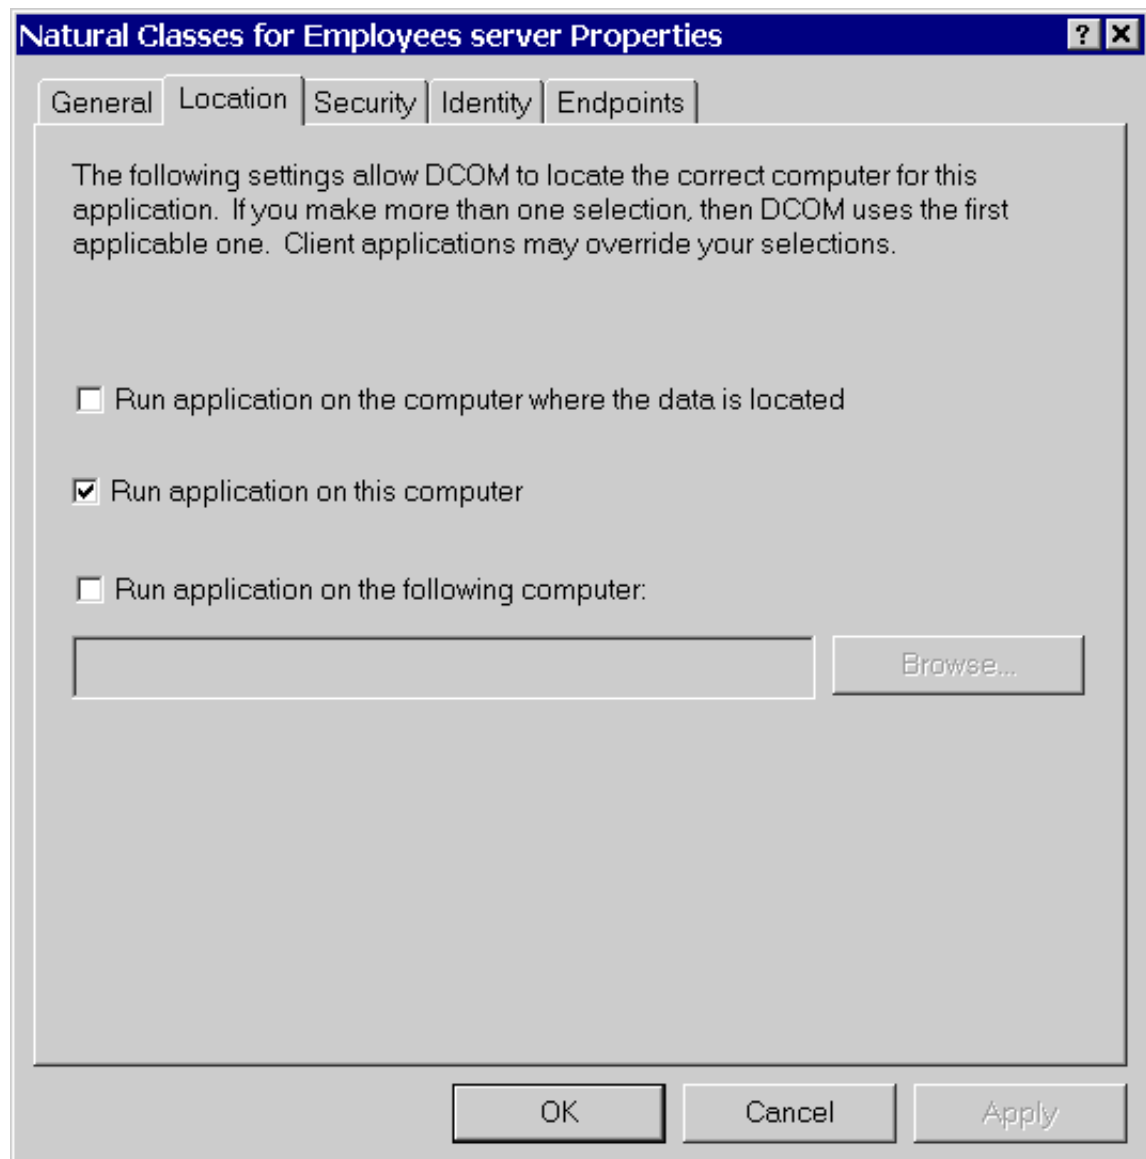 Natural Classes for Employees server Properties
General Location Security Identity Endpoints
The following settings allow DCOM to locate the correct computer for this
application. If you make more than one selection, then DCOM uses the first
applicable one. Client applications may override your selections.
Run application on the computer where the data is located
Run application on this computer
Run application on the following computer:
Browse...
OK Cancel Apply